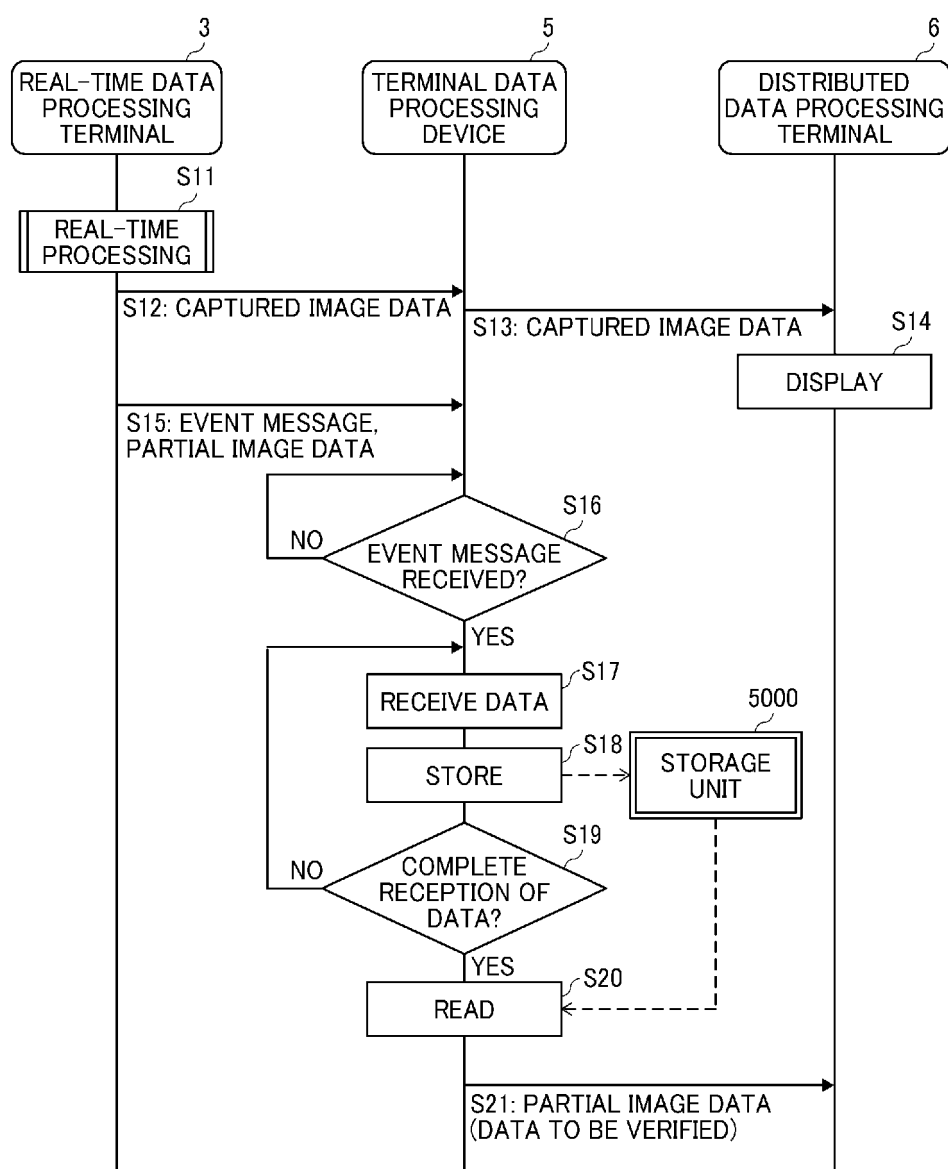 3
5
6
REAL-TIME DATA
PROCESSING
TERMINAL
TERMINAL DATA
PROCESSING
DEVICE
DISTRIBUTED
DATA PROCESSING
TERMINAL
S11
REAL-TIME
PROCESSING
S12: CAPTURED IMAGE DATA
S13: CAPTURED IMAGE DATA
S14
DISPLAY
S15: EVENT MESSAGE,
PARTIAL IMAGE DATA
S16
NO
EVENT MESSAGE
RECEIVED?
YES
S17
RECEIVE DATA
5000
S18
STORE
STORAGE
UNIT
S19
NO
COMPLETE
RECEPTION OF
DATA?
YES
S20
READ
S21: PARTIAL IMAGE DATA
(DATA TO BE VERIFIED)